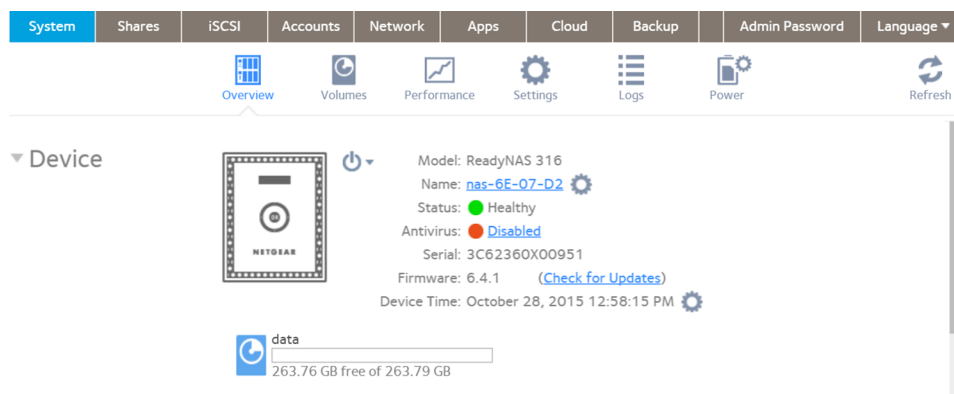 System Shares iSCSI Accounts Network Apps Cloud Backup Admin Password Language
Overview Volumes Performance Settings Logs Power Refresh
Device
NETGEAR
Model: ReadyNAS 316
Name: nas-6E-07-D2
Status: Healthy
Antivirus: Disabled
Serial: 3C62360X00951
Firmware: 6.4.1 (Check for Updates)
Device Time: October 28, 2015 12:58:15 PM
data
263.76 GB free of 263.79 GB